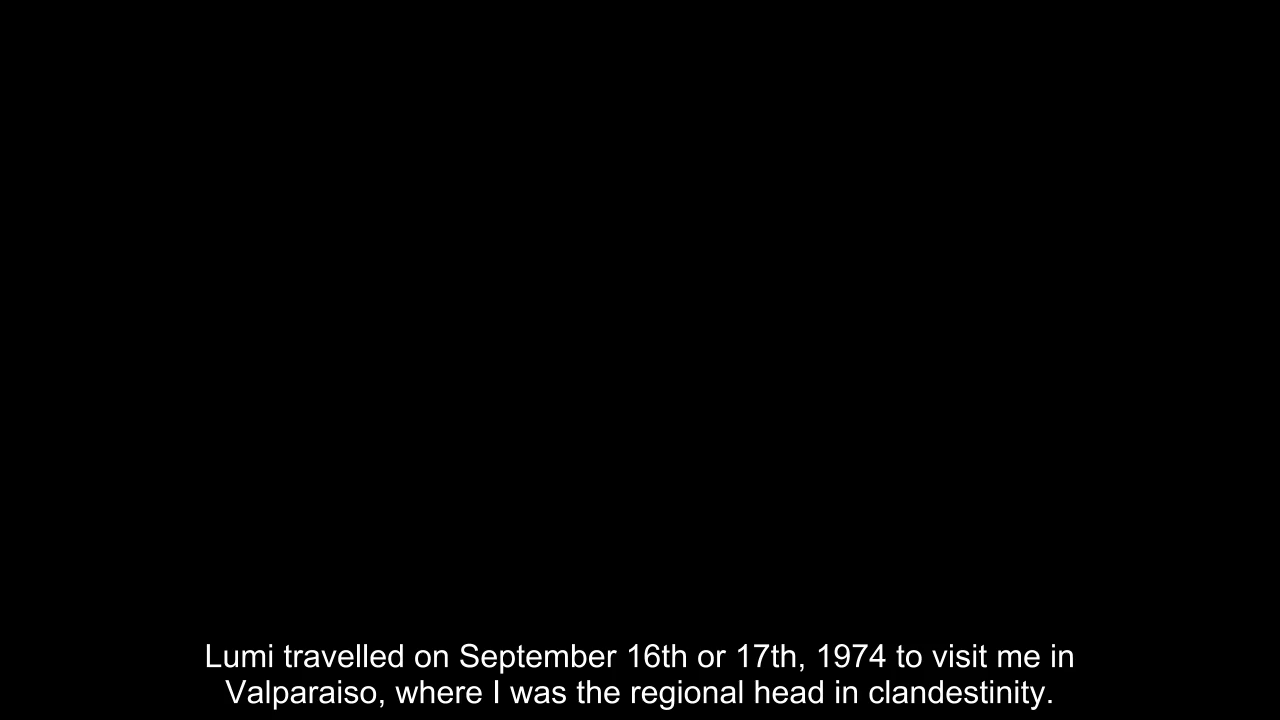 Lumi travelled on September 16th or 17th, 1974 to visit me in
Valparaiso, where I was the regional head in clandestinity.